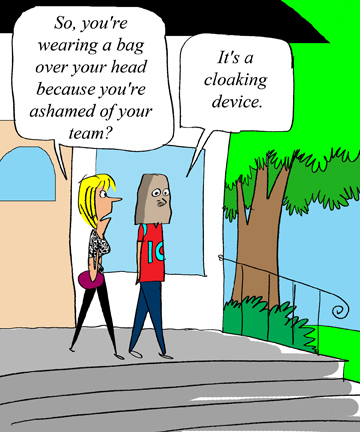 So, you're
wearing a bag
over your head
because you're
ashamed of your
team?
It's a
cloaking
device.
10